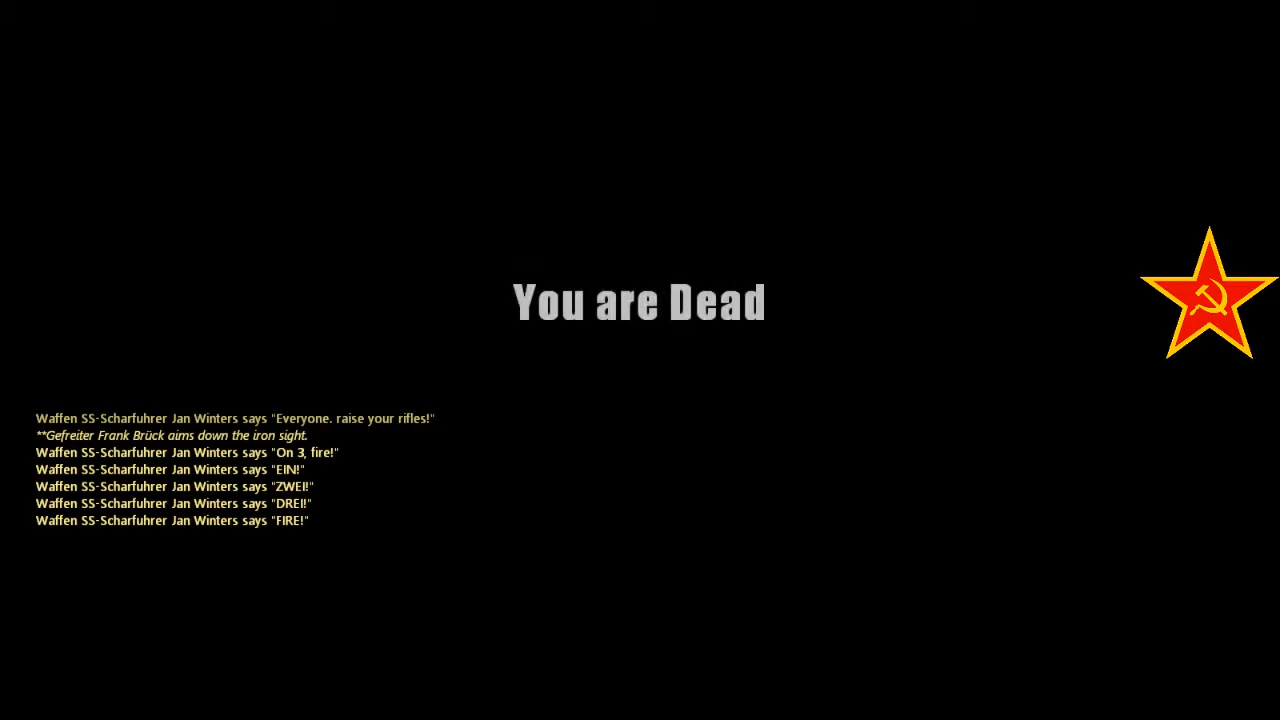 You are Dead
Waffen SS-Scharfuhrer Jan Winters says "Everyone. raise your rifles!"
**Gefreiter Frank Brück aims down the iron sight.
Waffen SS-Scharfuhrer Jan Winters says "On 3, fire!"
Waffen SS-Scharfuhrer Jan Winters says "EIN!"
Waffen SS-Scharfuhrer Jan Winters says "ZWEI!"
Waffen SS-Scharfuhrer Jan Winters says "DREI!"
Waffen SS-Scharfuhrer Jan Winters says "FIRE!"